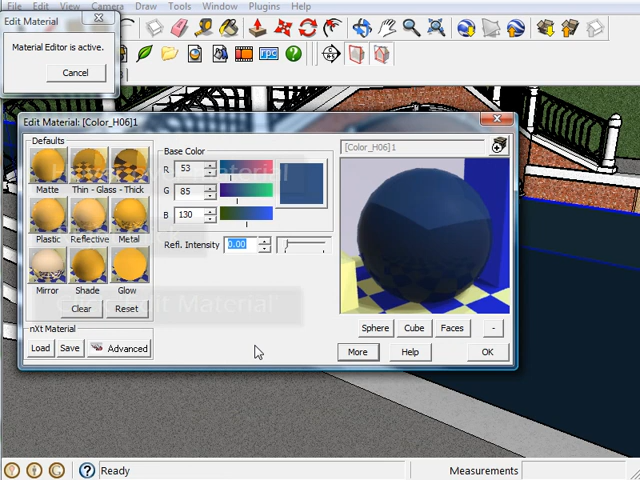 File Edit View Camera Draw Tools Window Plugins Help
Edit Material
Material Editor is active.
Cancel
rpc
Edit Material: [Color_H06]1
Defaults
Matte
Thin - Glass - Thick
Plastic
Reflective
Metal
Mirror
Shade
Glow
Clear
Reset
nXt Material
Load
Save
Advanced
Base Color
R 53
G 85
B 130
Refl. Intensity 0.00
Click 'Edit Material'
[Color_H06]1
Sphere
Cube
Faces
-
More
Help
OK
Ready
Measurements